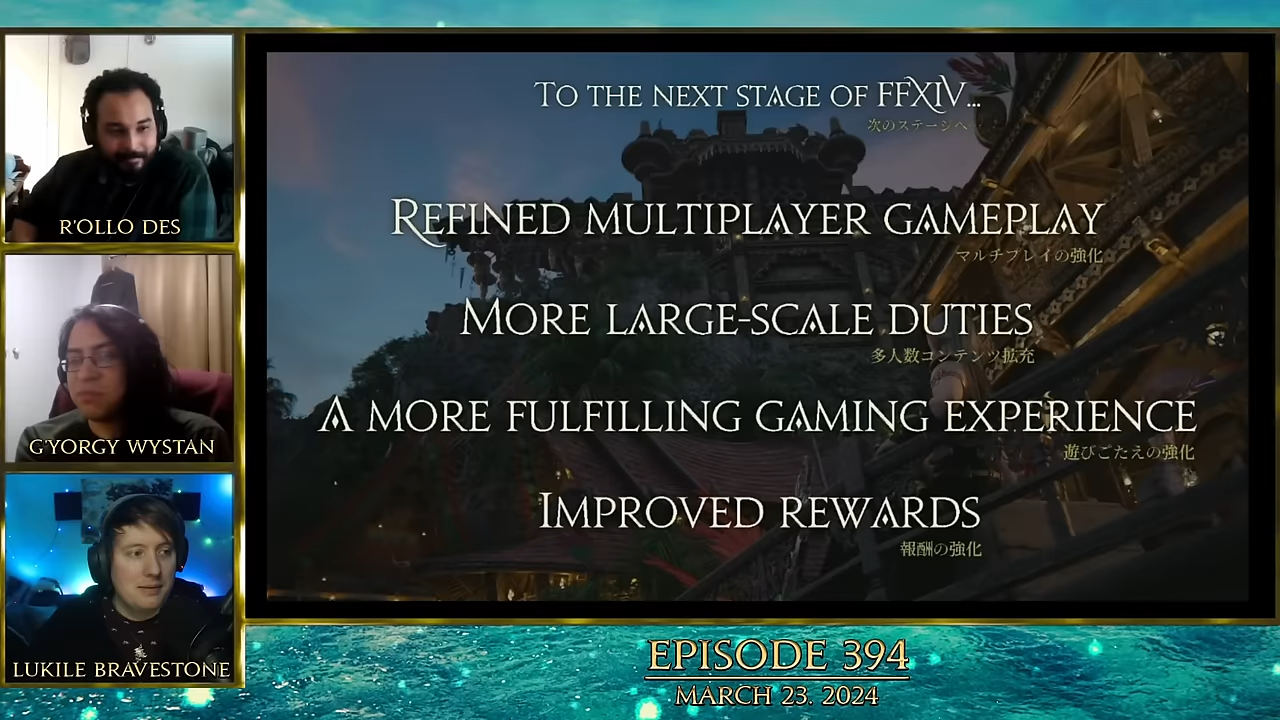 TO THE NEXT STAGE OF FFXIV...
次のステージへ
REFINED MULTIPLAYER GAMEPLAY
マルチプレイの強化
MORE LARGE-SCALE DUTIES
多人数コンテンツ拡充
A MORE FULFILLING GAMING EXPERIENCE
遊びごたえの強化
IMPROVED REWARDS
報酬の強化
R'OLLO DES
G'YORGY WYSTAN
LUKILE BRAVESTONE
EPISODE 394
MARCH 23. 2024